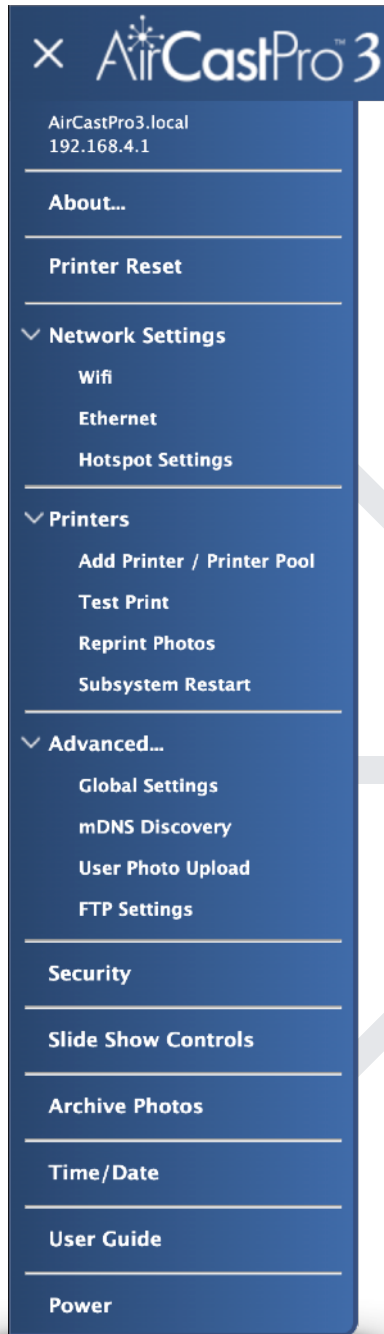 AirCastPro™ 3
AirCastPro3.local
192.168.4.1
About...
Printer Reset
Network Settings
Wifi
Ethernet
Hotspot Settings
Printers
Add Printer / Printer Pool
Test Print
Reprint Photos
Subsystem Restart
Advanced...
Global Settings
mDNS Discovery
User Photo Upload
FTP Settings
Security
Slide Show Controls
Archive Photos
Time/Date
User Guide
Power